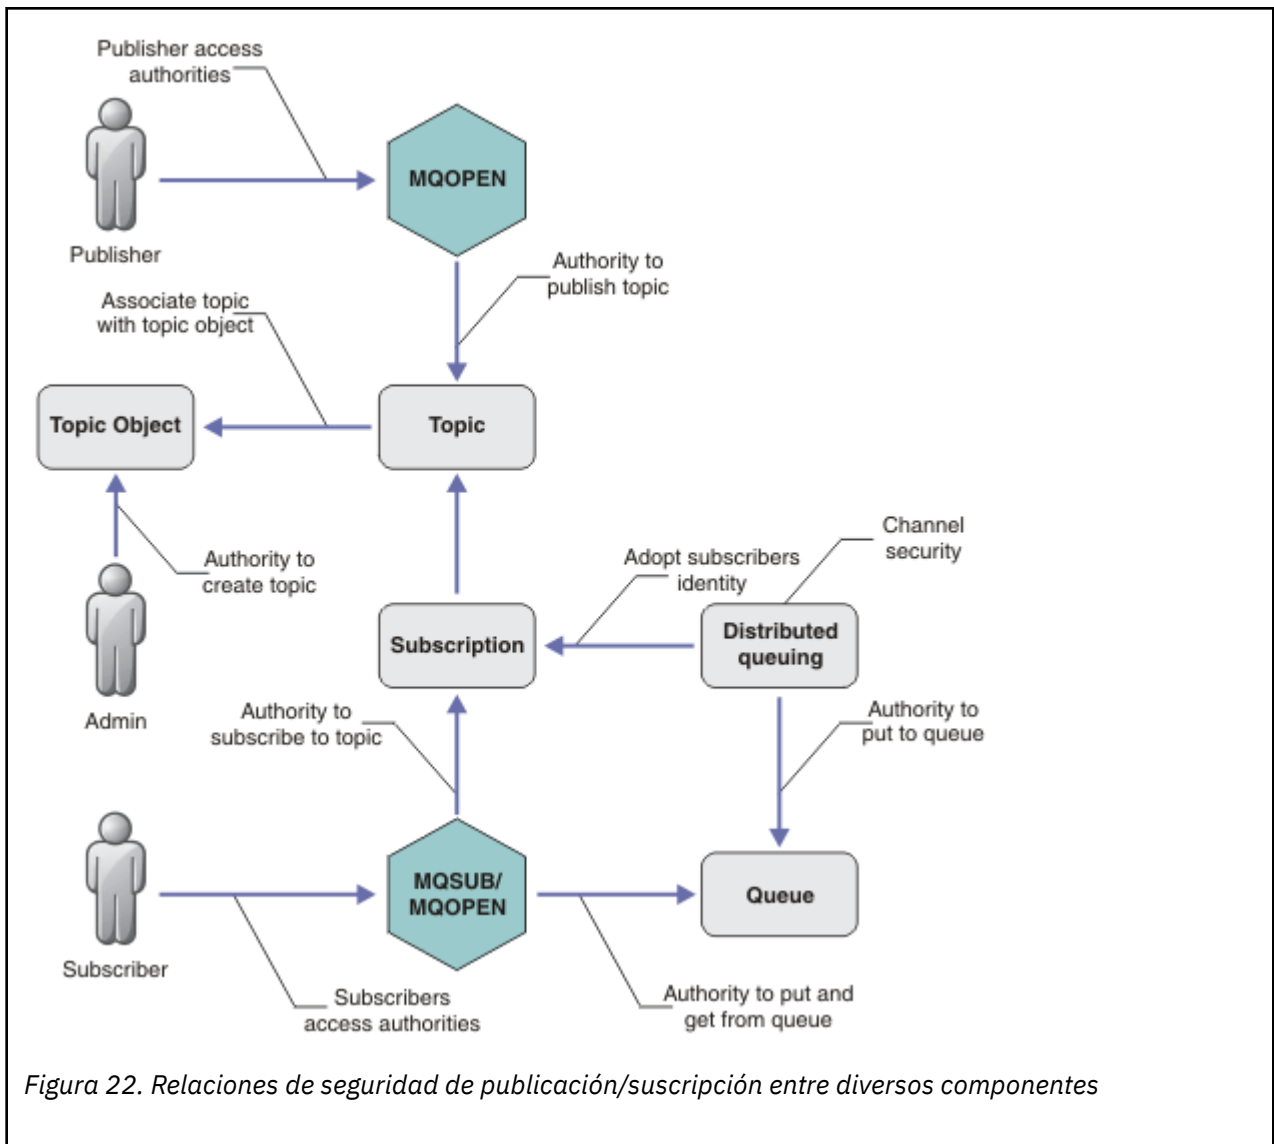 Publisher access
authorities
MQOPEN
Publisher
Authority to
publish topic
Associate topic
with topic object
Topic Object
Topic
Authority to
create topic
Admin
Channel
security
Adopt subscribers
identity
Subscription
Distributed
queuing
Authority to
subscribe to topic
Authority to
put to queue
MQSUB/
MQOPEN
Queue
Subscriber
Subscribers
access authorities
Authority to put and
get from queue
Figura 22. Relaciones de seguridad de publicación/suscripción entre diversos componentes